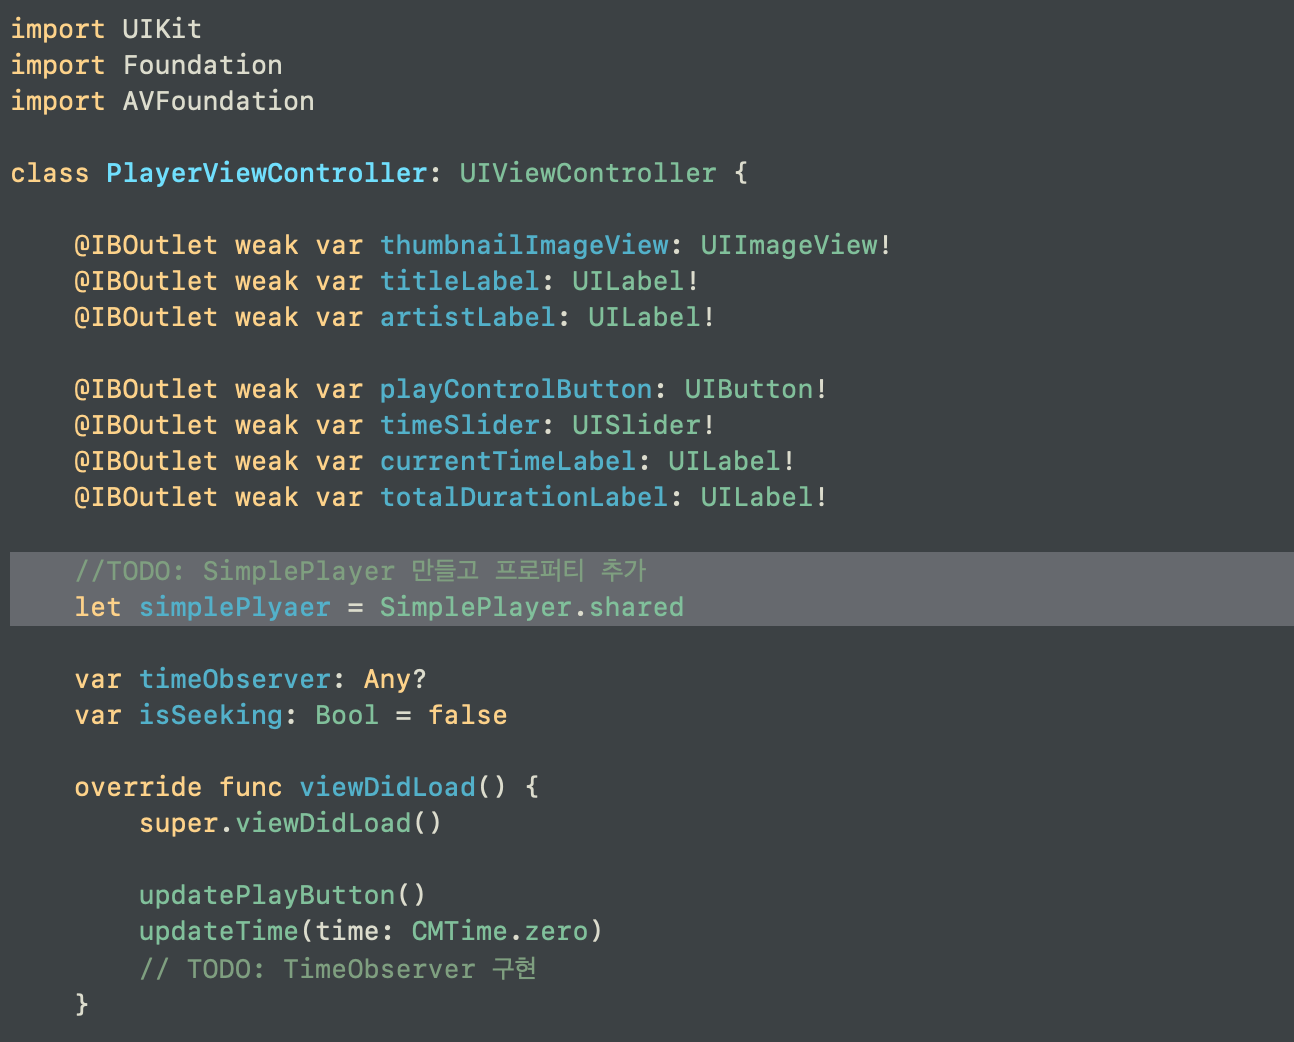 import UIKit
import Foundation
import AVFoundation
class PlayerViewController: UIViewController {
@IBOutlet weak var thumbnailImageView: UIImageView!
@IBOutlet weak var titleLabel: UILabel!
@IBOutlet weak var artistLabel: UILabel!
@IBOutlet weak var playControlButton: UIButton!
@IBOutlet weak var timeSlider: UISlider!
@IBOutlet weak var currentTimeLabel: UILabel!
@IBOutlet weak var totalDurationLabel: UILabel!
//TODO: SimplePlayer 만들고 프로퍼티 추가
let simplePlyaer = SimplePlayer.shared
var timeObserver: Any?
var isSeeking: Bool = false
override func viewDidLoad() {
super.viewDidLoad()
updatePlayButton()
updateTime(time: CMTime.zero)
// TODO: TimeObserver 구현
}